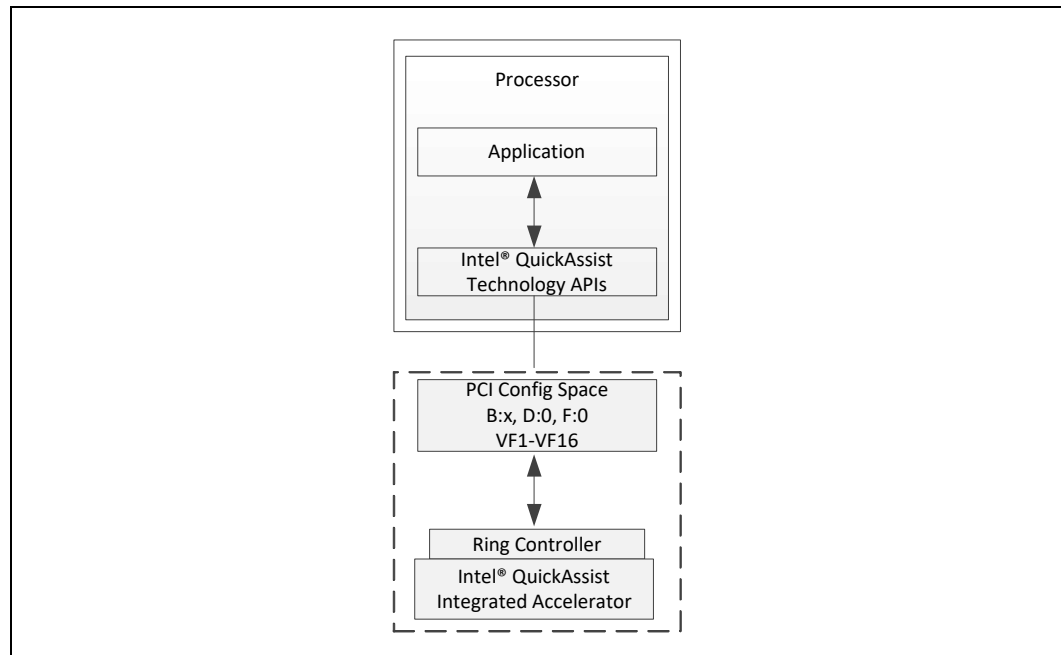 Processor
Application
Intel® QuickAssist
Technology APIs
PCI Config Space
B:x, D:0, F:0
VF1-VF16
Ring Controller
Intel® QuickAssist
Integrated Accelerator